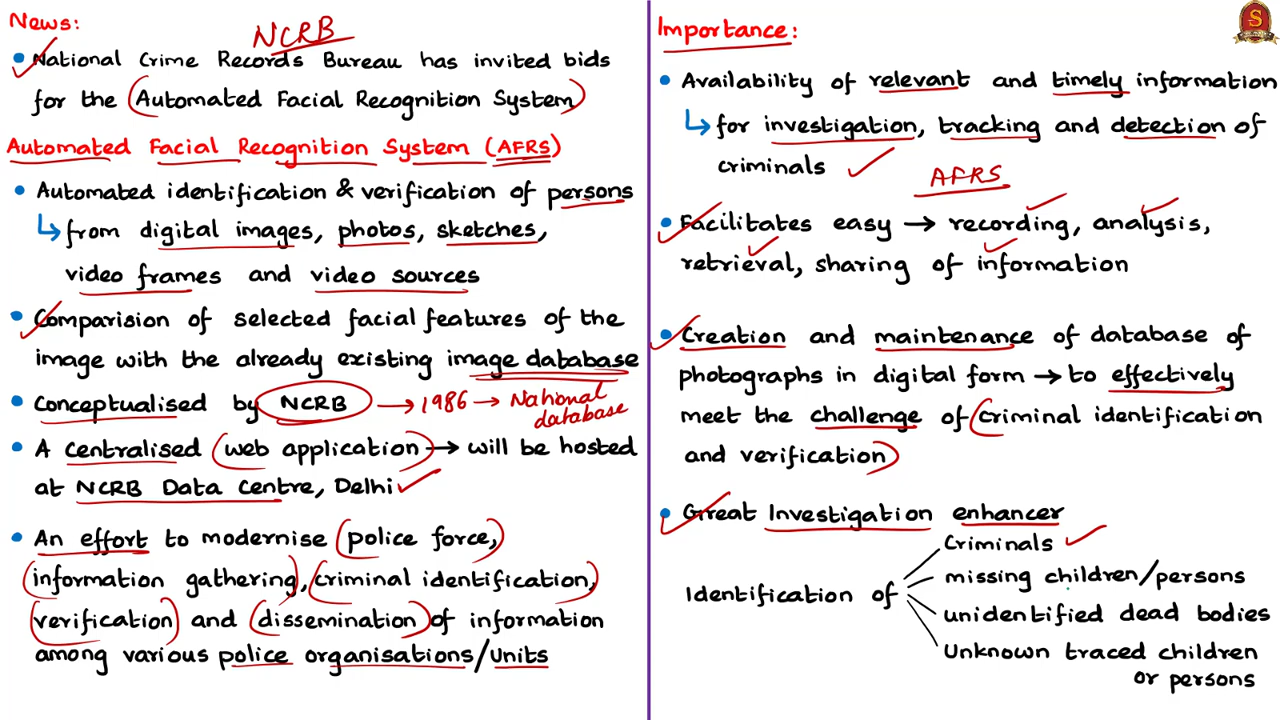 News:
NCRB
National Crime Records Bureau has invited bids
for the (Automated Facial Recognition System)
Automated Facial Recognition System (AFRS)
Automated identification & verification of persons
↳ from digital images, photos, sketches,
video frames and video sources
Comparision of selected facial features of the
image with the already existing image database
Conceptualised by NCRB → 1986 → National
database
A centralised (web application) → will be hosted
at NCRB Data Centre, Delhi
An effort to modernise (police force,)
(information gathering), (criminal identification,)
(verification) and (dissemination) of information
among various police organisations/units
Importance:
Availability of relevant and timely information
↳ for investigation, tracking and detection of
criminals
AFRS
Facilitates easy → recording, analysis,
retrieval, sharing of information
Creation and maintenance of database of
photographs in digital form → to effectively
meet the challenge of (criminal identification
and verification)
Great Investigation enhancer
Identification of
Criminals
missing children/persons
unidentified dead bodies
Unknown traced children
or persons